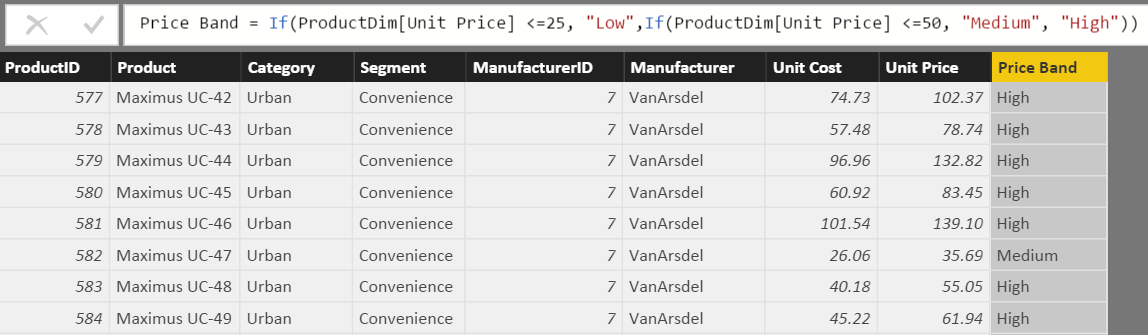 Price Band = If(ProductDim[Unit Price] <=25, "Low",If(ProductDim[Unit Price] <=50, "Medium", "High"))
ProductID Product Category Segment ManufacturerID Manufacturer Unit Cost Unit Price Price Band
577 Maximus UC-42 Urban Convenience 7 VanArsdel 74.73 102.37 High
578 Maximus UC-43 Urban Convenience 7 VanArsdel 57.48 78.74 High
579 Maximus UC-44 Urban Convenience 7 VanArsdel 96.96 132.82 High
580 Maximus UC-45 Urban Convenience 7 VanArsdel 60.92 83.45 High
581 Maximus UC-46 Urban Convenience 7 VanArsdel 101.54 139.10 High
582 Maximus UC-47 Urban Convenience 7 VanArsdel 26.06 35.69 Medium
583 Maximus UC-48 Urban Convenience 7 VanArsdel 40.18 55.05 High
584 Maximus UC-49 Urban Convenience 7 VanArsdel 45.22 61.94 High